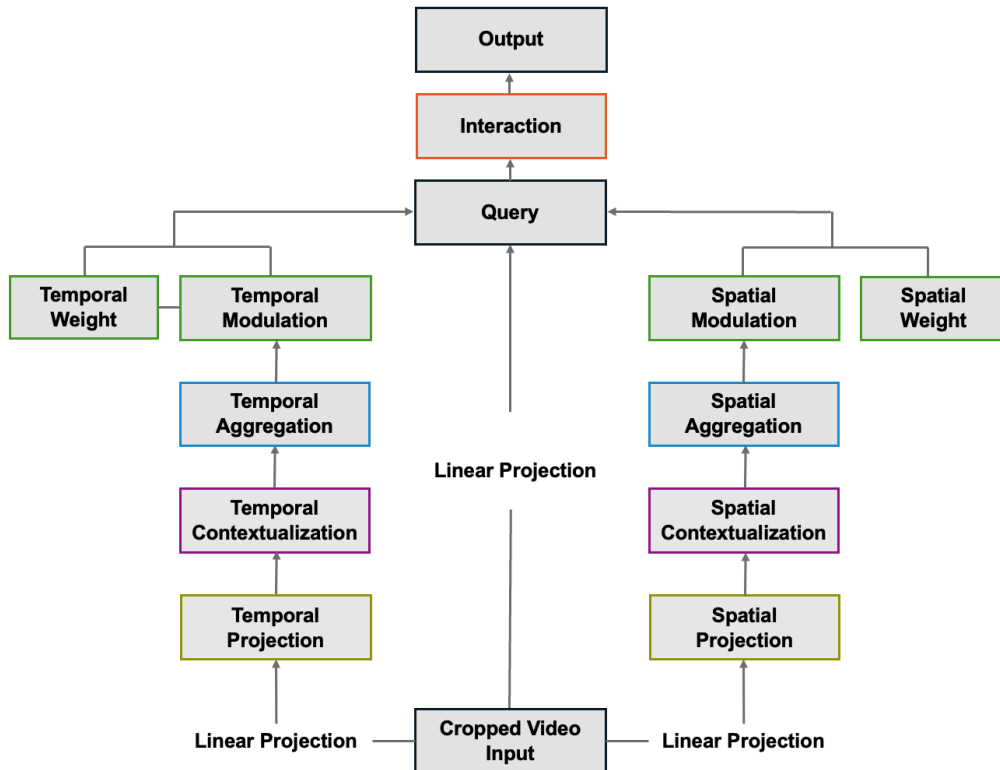 Output
Interaction
Query
Temporal
Weight
Temporal
Modulation
Spatial
Modulation
Spatial
Weight
Temporal
Aggregation
Spatial
Aggregation
Linear Projection
Temporal
Contextualization
Spatial
Contextualization
Temporal
Projection
Spatial
Projection
Linear Projection
Cropped Video
Input
Linear Projection